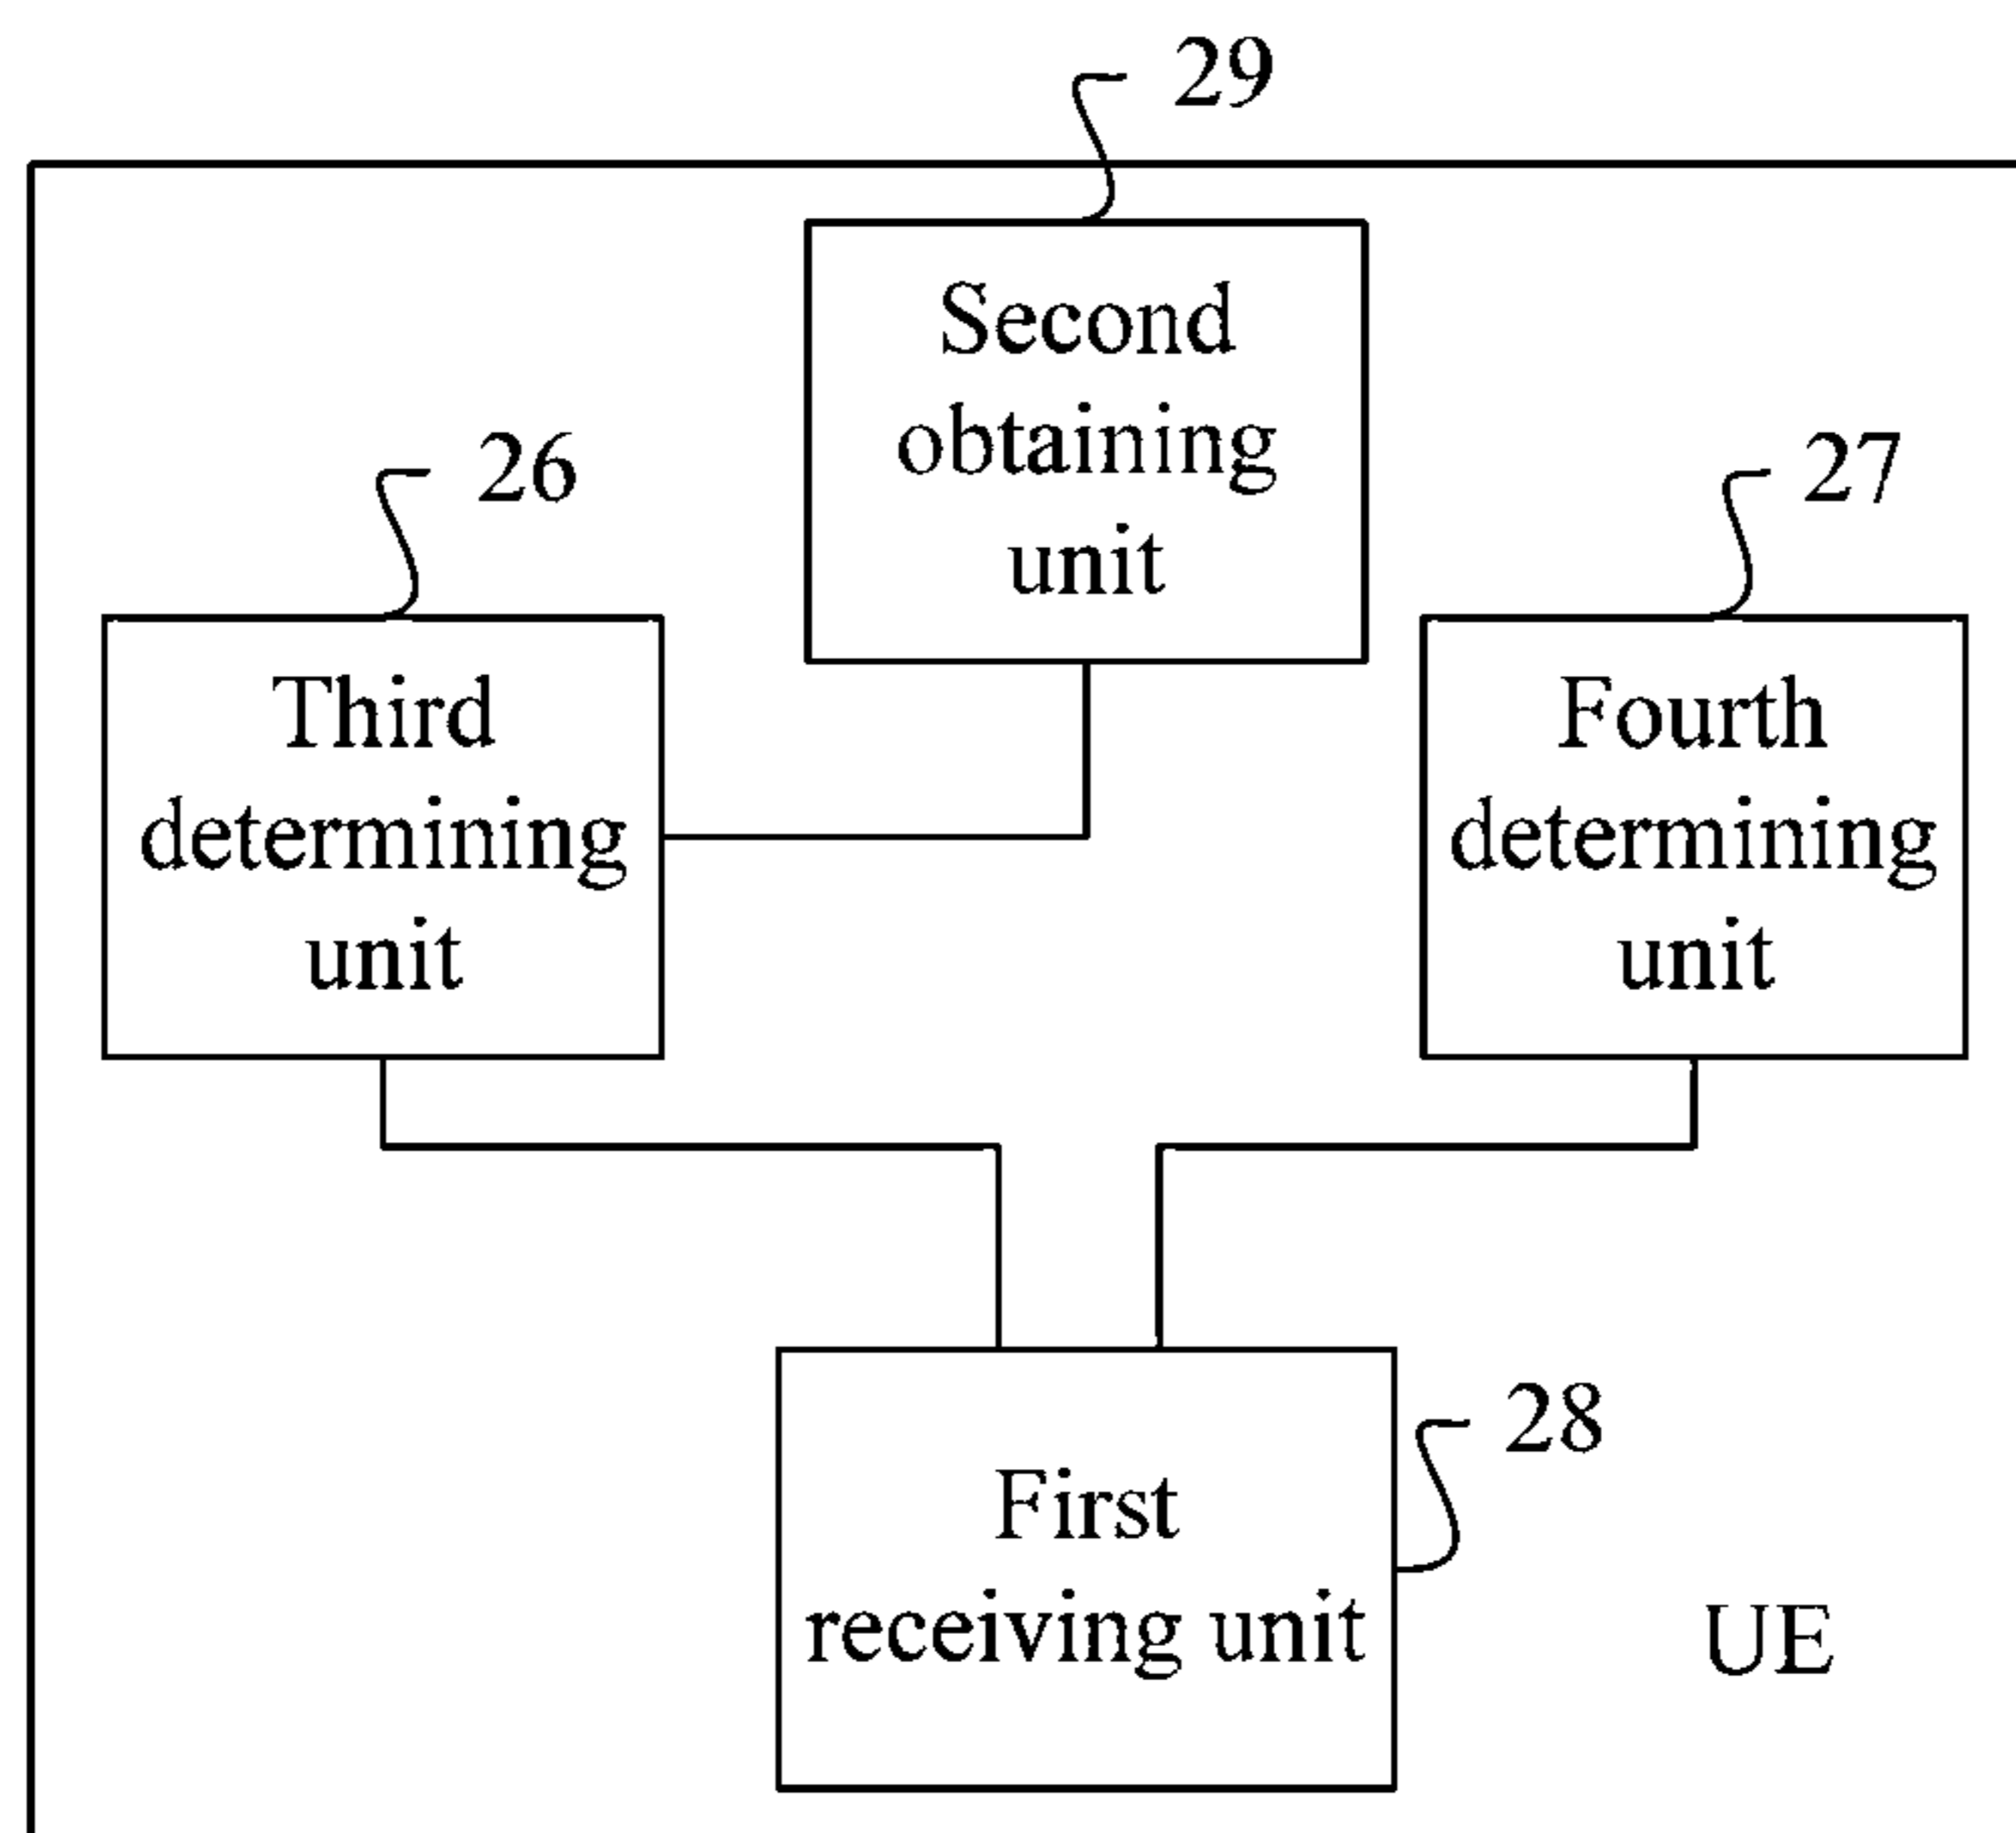 29
Second
obtaining
unit
26
27
Third
determining
unit
Fourth
determining
unit
28
First
receiving unit
UE